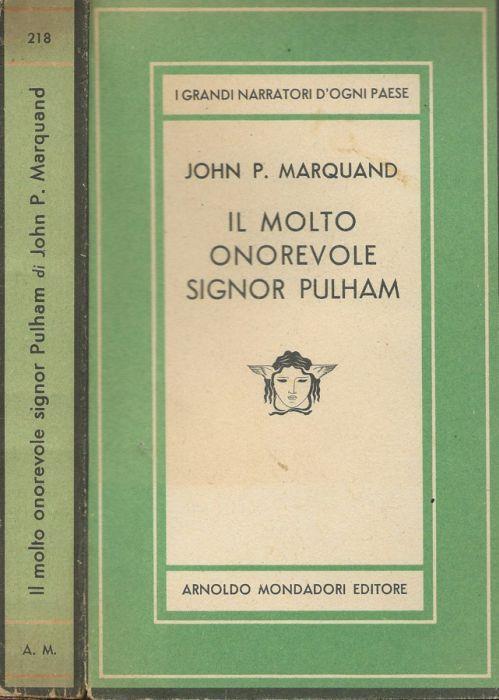 218
Il molto onorevole signor Pulham di John P. Marquand
A. M.
I GRANDI NARRATORI D'OGNI PAESE
JOHN P. MARQUAND
IL MOLTO
ONOREVOLE
SIGNOR PULHAM
ARNOLDO MONDADORI EDITORE